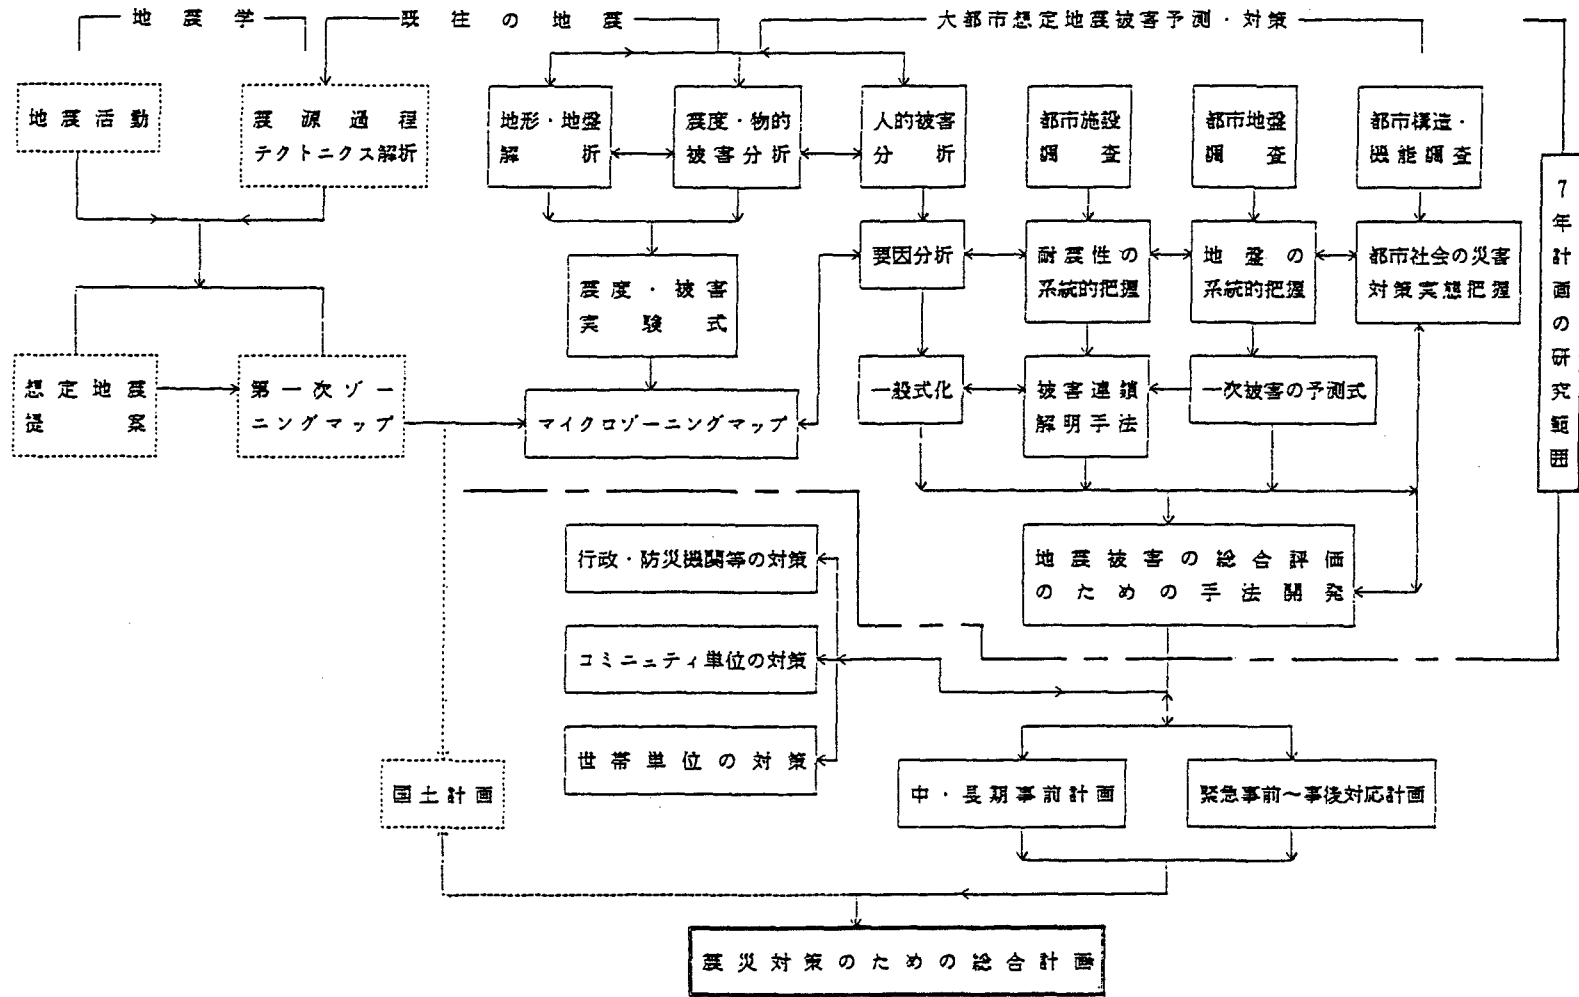 地震学
既往の地震
大都市想定地震被害予測・対策
地震活動
震源過程
テクトニクス解析
地形・地盤
解析
震度・物的
被害分析
人的被害
分析
都市施設
調査
都市地盤
調査
都市構造・
機能調査
7年計画の研究範囲
要因分析
耐震性の
系統的把握
地盤の
系統的把握
都市社会の災害
対策実態把握
震度・被害
実験式
想定地震
提案
第一次ゾー
ニングマップ
マイクロゾーニングマップ
一般式化
被害連鎖
解明手法
一次被害の予測式
行政・防災機関等の対策
地震被害の総合評価
のための手法開発
コミニュティ単位の対策
世帯単位の対策
国土計画
中・長期事前計画
緊急事前～事後対応計画
震災対策のための総合計画